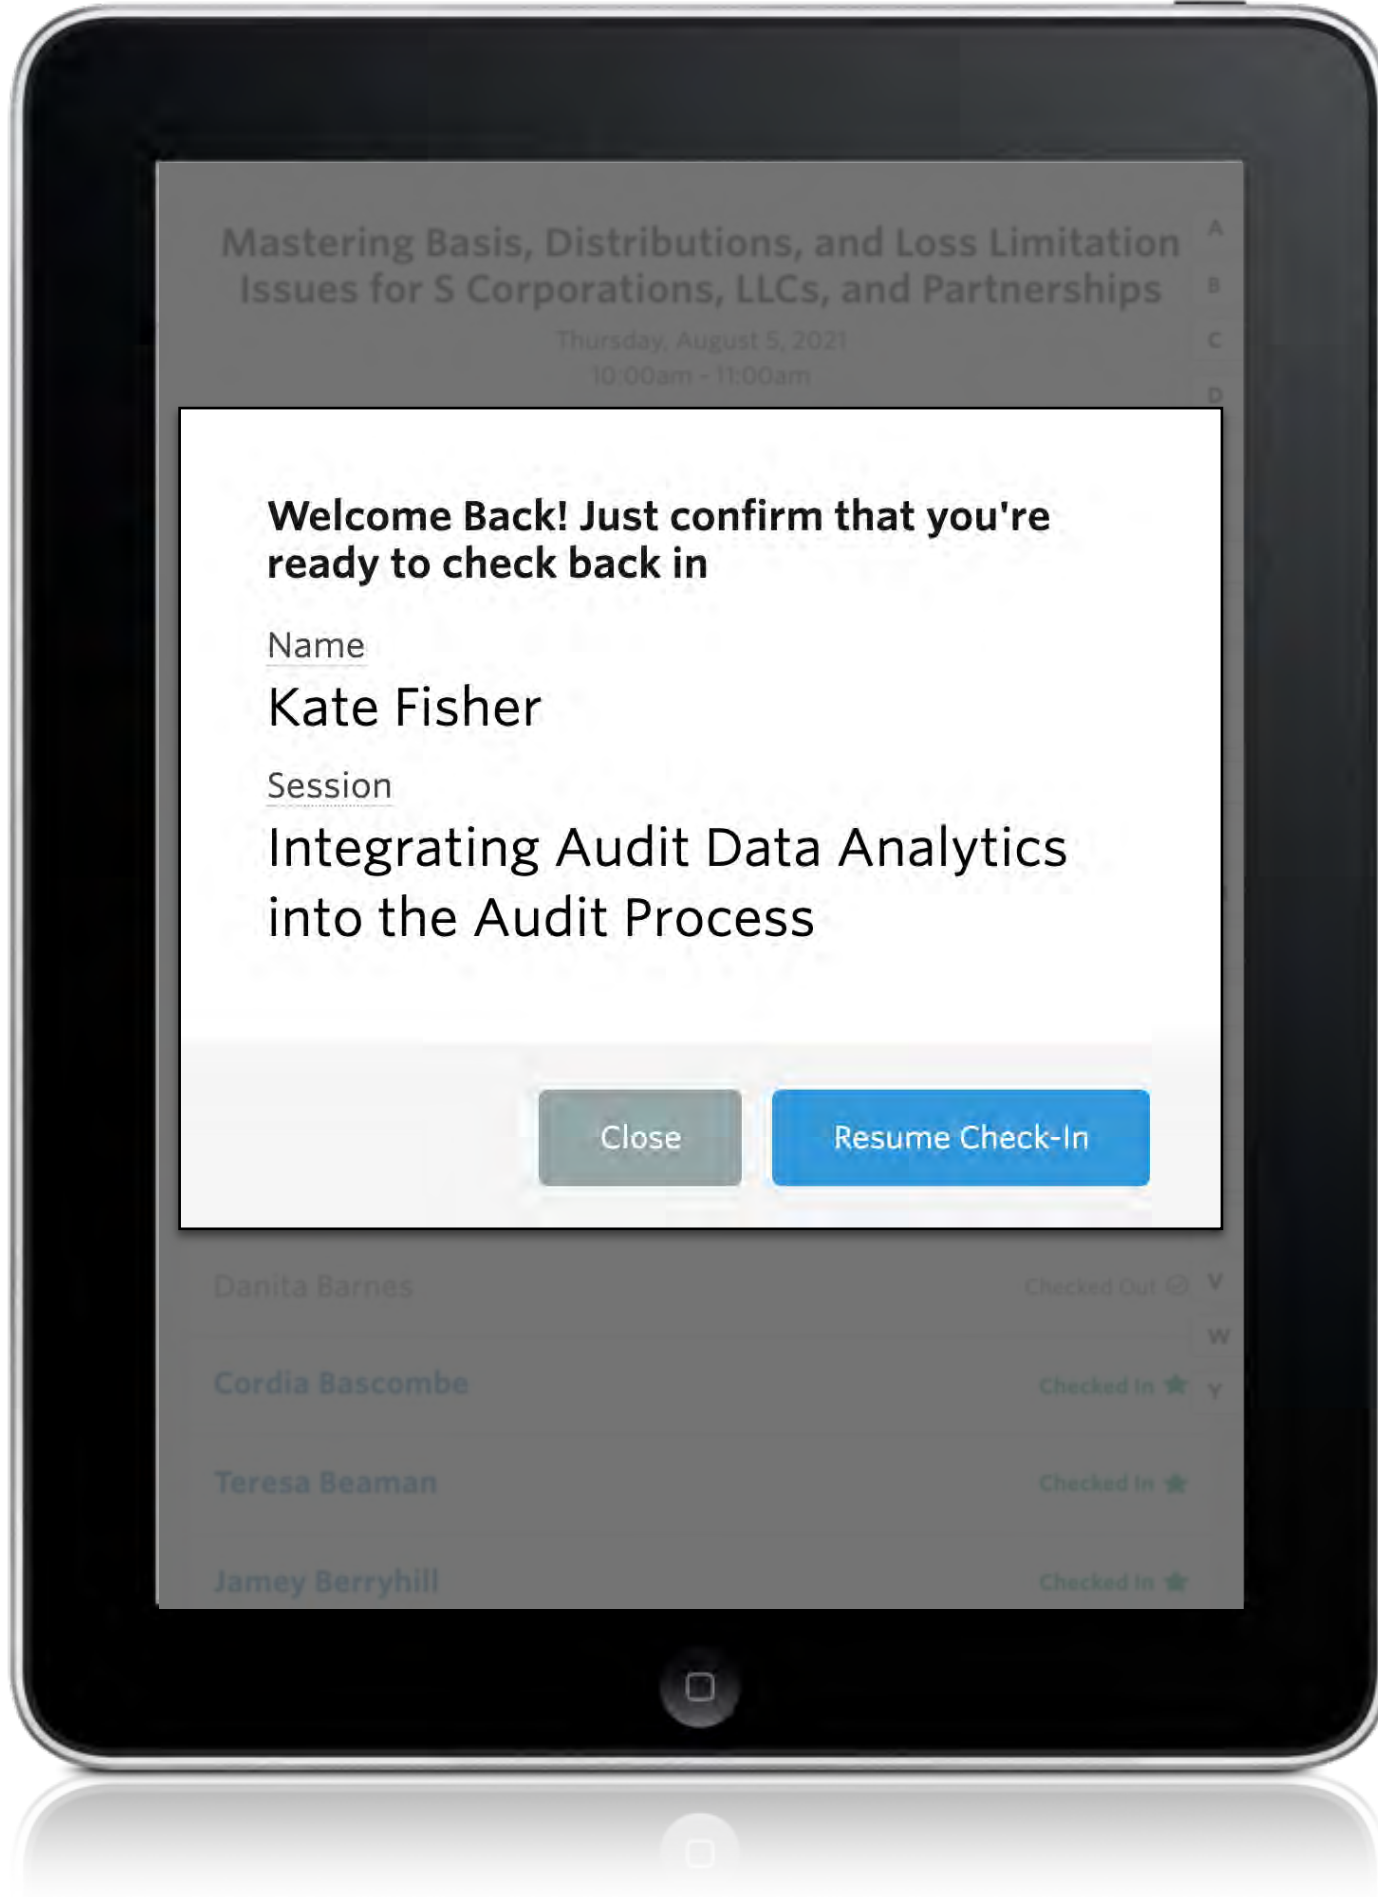 Mastering Basis, Distributions, and Loss Limitation
Issues for S Corporations, LLCs, and Partnerships
Thursday, August 5, 2021
10:00am - 11:00am
A
B
C
D
Welcome Back! Just confirm that you're
ready to check back in
Name
Kate Fisher
Session
Integrating Audit Data Analytics
into the Audit Process
Close
Resume Check-In
Danita Barnes
Checked Out
V
W
Cordia Bascombe
Checked In
Y
Teresa Beaman
Checked In
Jamey Berryhill
Checked In